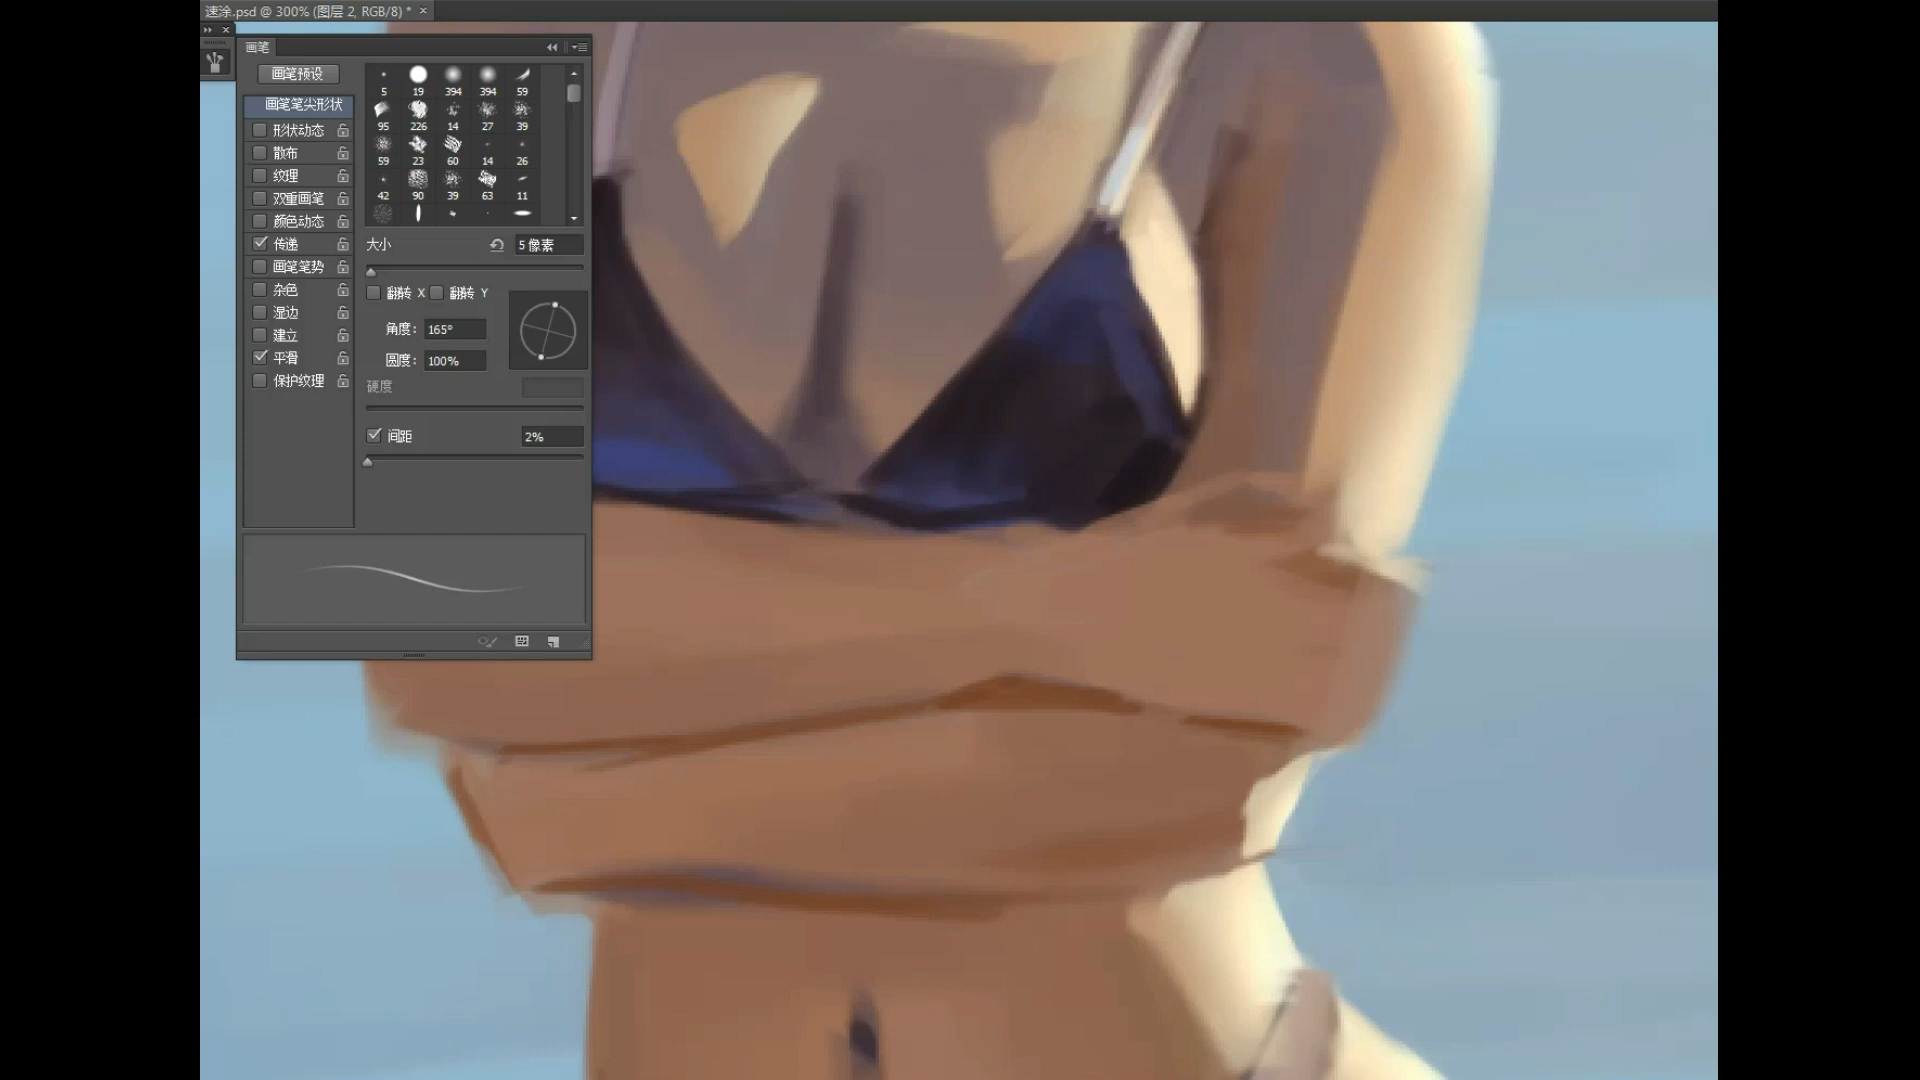 速涂.psd @ 300% (图层 2, RGB/8) * ×
画笔
画笔预设
画笔笔尖形状
形状动态
散布
纹理
双重画笔
颜色动态
传递
画笔笔势
杂色
湿边
建立
平滑
保护纹理
5 19 394 394 59
95 226 14 27 39
59 23 60 14 26
42 90 39 63 11
大小 5 像素
翻转 X 翻转 Y
角度: 165°
圆度: 100%
硬度
间距 2%